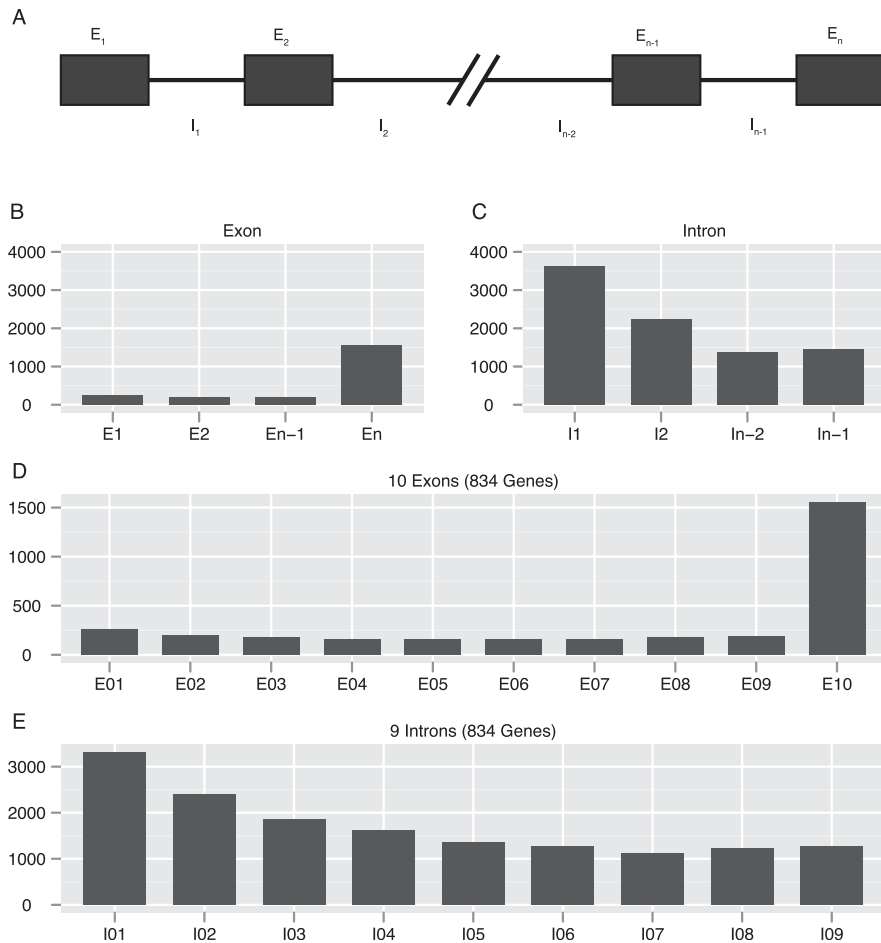 A
E1 E2 En-1 En
I1 I2 In-2 In-1
B
Exon
4000
3000
2000
1000
0
E1 E2 En−1 En
C
Intron
4000
3000
2000
1000
0
I1 I2 In−2 In−1
D
10 Exons (834 Genes)
1500
1000
500
0
E01 E02 E03 E04 E05 E06 E07 E08 E09 E10
E
9 Introns (834 Genes)
3000
2000
1000
0
I01 I02 I03 I04 I05 I06 I07 I08 I09